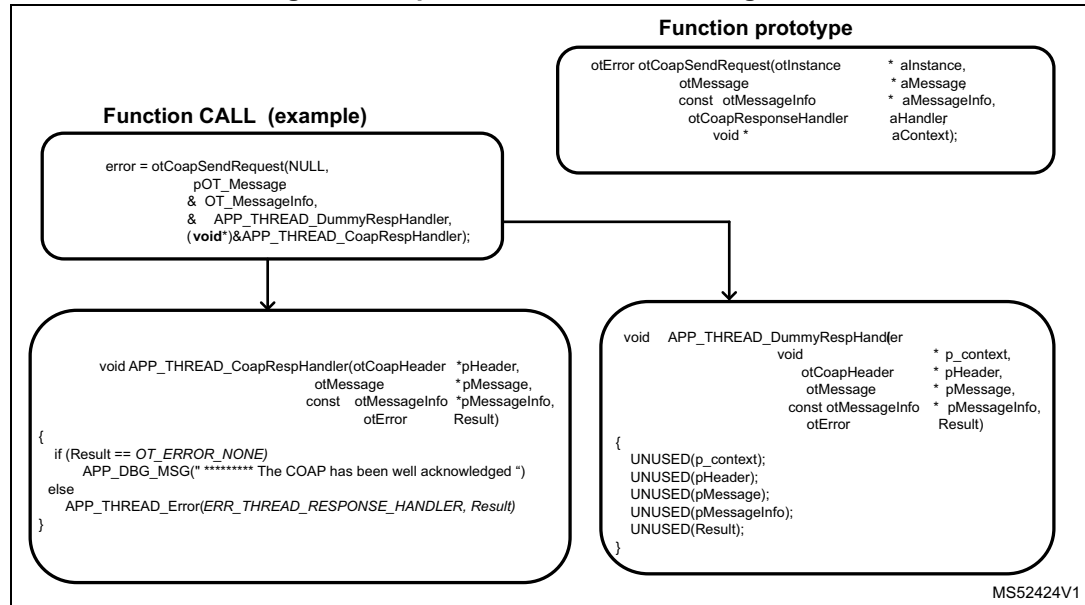 Function prototype
otError otCoapSendRequest(otInstance * aInstance,
otMessage * aMessage,
const otMessageInfo * aMessageInfo,
otCoapResponseHandler aHandler,
void * aContext);
Function CALL (example)
error = otCoapSendRequest(NULL,
pOT_Message
& OT_MessageInfo,
& APP_THREAD_DummyRespHandler,
(void*)&APP_THREAD_CoapRespHandler);
void APP_THREAD_CoapRespHandler(otCoapHeader *pHeader,
otMessage *pMessage,
const otMessageInfo *pMessageInfo,
otError Result)
{
if (Result == OT_ERROR_NONE)
APP_DBG_MSG(" ********* The COAP has been well acknowledged “)
else
APP_THREAD_Error(ERR_THREAD_RESPONSE_HANDLER, Result)
}
void APP_THREAD_DummyRespHandler(
void * p_context,
otCoapHeader * pHeader,
otMessage * pMessage,
const otMessageInfo * pMessageInfo,
otError Result)
{
UNUSED(p_context);
UNUSED(pHeader);
UNUSED(pMessage);
UNUSED(pMessageInfo);
UNUSED(Result);
}
MS52424V1